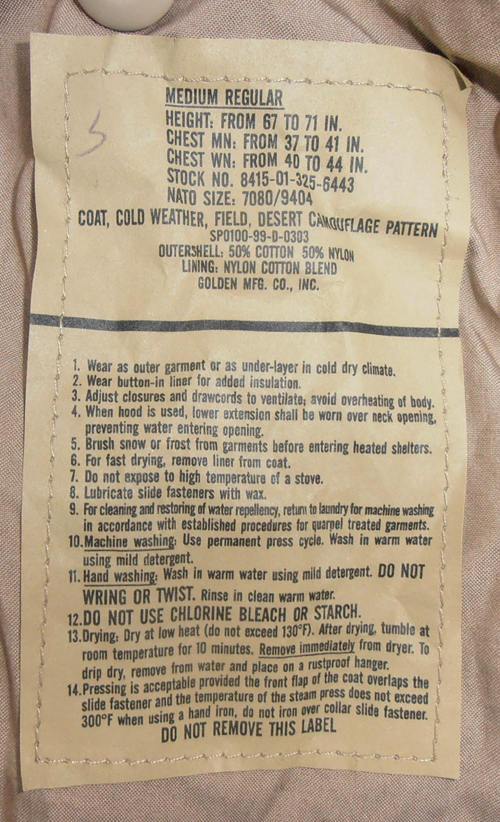 MEDIUM REGULAR
HEIGHT: FROM 67 TO 71 IN.
CHEST MN: FROM 37 TO 41 IN.
CHEST WN: FROM 40 TO 44 IN.
STOCK NO. 8415-01-325-6443
NATO SIZE: 7080/9404
COAT, COLD WEATHER, FIELD, DESERT CAMOUFLAGE PATTERN
SPO100-99-D-0303
OUTERSHELL: 50% COTTON 50% NYLON
LINING: NYLON COTTON BLEND
GOLDEN MFG. CO., INC.
1. Wear as outer garment or as under-layer in cold dry climate.
2. Wear button-in liner for added insulation.
3. Adjust closures and drawcords to ventilate; avoid overheating of body.
4. When hood is used, lower extension shall be worn over neck opening,
preventing water entering opening.
5. Brush snow or frost from garments before entering heated shelters.
6. For fast drying, remove liner from coat.
7. Do not expose to high temperature of a stove.
8. Lubricate slide fasteners with wax.
9. For cleaning and restoring of water repellency, return to laundry for machine washing
in accordance with established procedures for quarpel treated garments.
10. Machine washing: Use permanent press cycle. Wash in warm water
using mild detergent.
11. Hand washing: Wash in warm water using mild detergent. DO NOT
WRING OR TWIST. Rinse in clean warm water.
12. DO NOT USE CHLORINE BLEACH OR STARCH.
13. Drying: Dry at low heat (do not exceed 130°F). After drying, tumble at
room temperature for 10 minutes. Remove immediately from dryer. To
drip dry, remove from water and place on a rustproof hanger.
14. Pressing is acceptable provided the front flap of the coat overlaps the
slide fastener and the temperature of the steam press does not exceed
300°F when using a hand iron, do not iron over collar slide fastener.
DO NOT REMOVE THIS LABEL